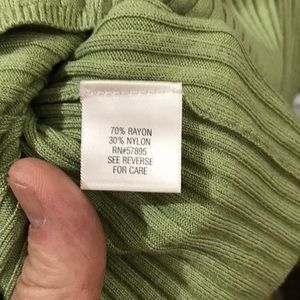 70% RAYON
30% NYLON
RN#57895
SEE REVERSE
FOR CARE